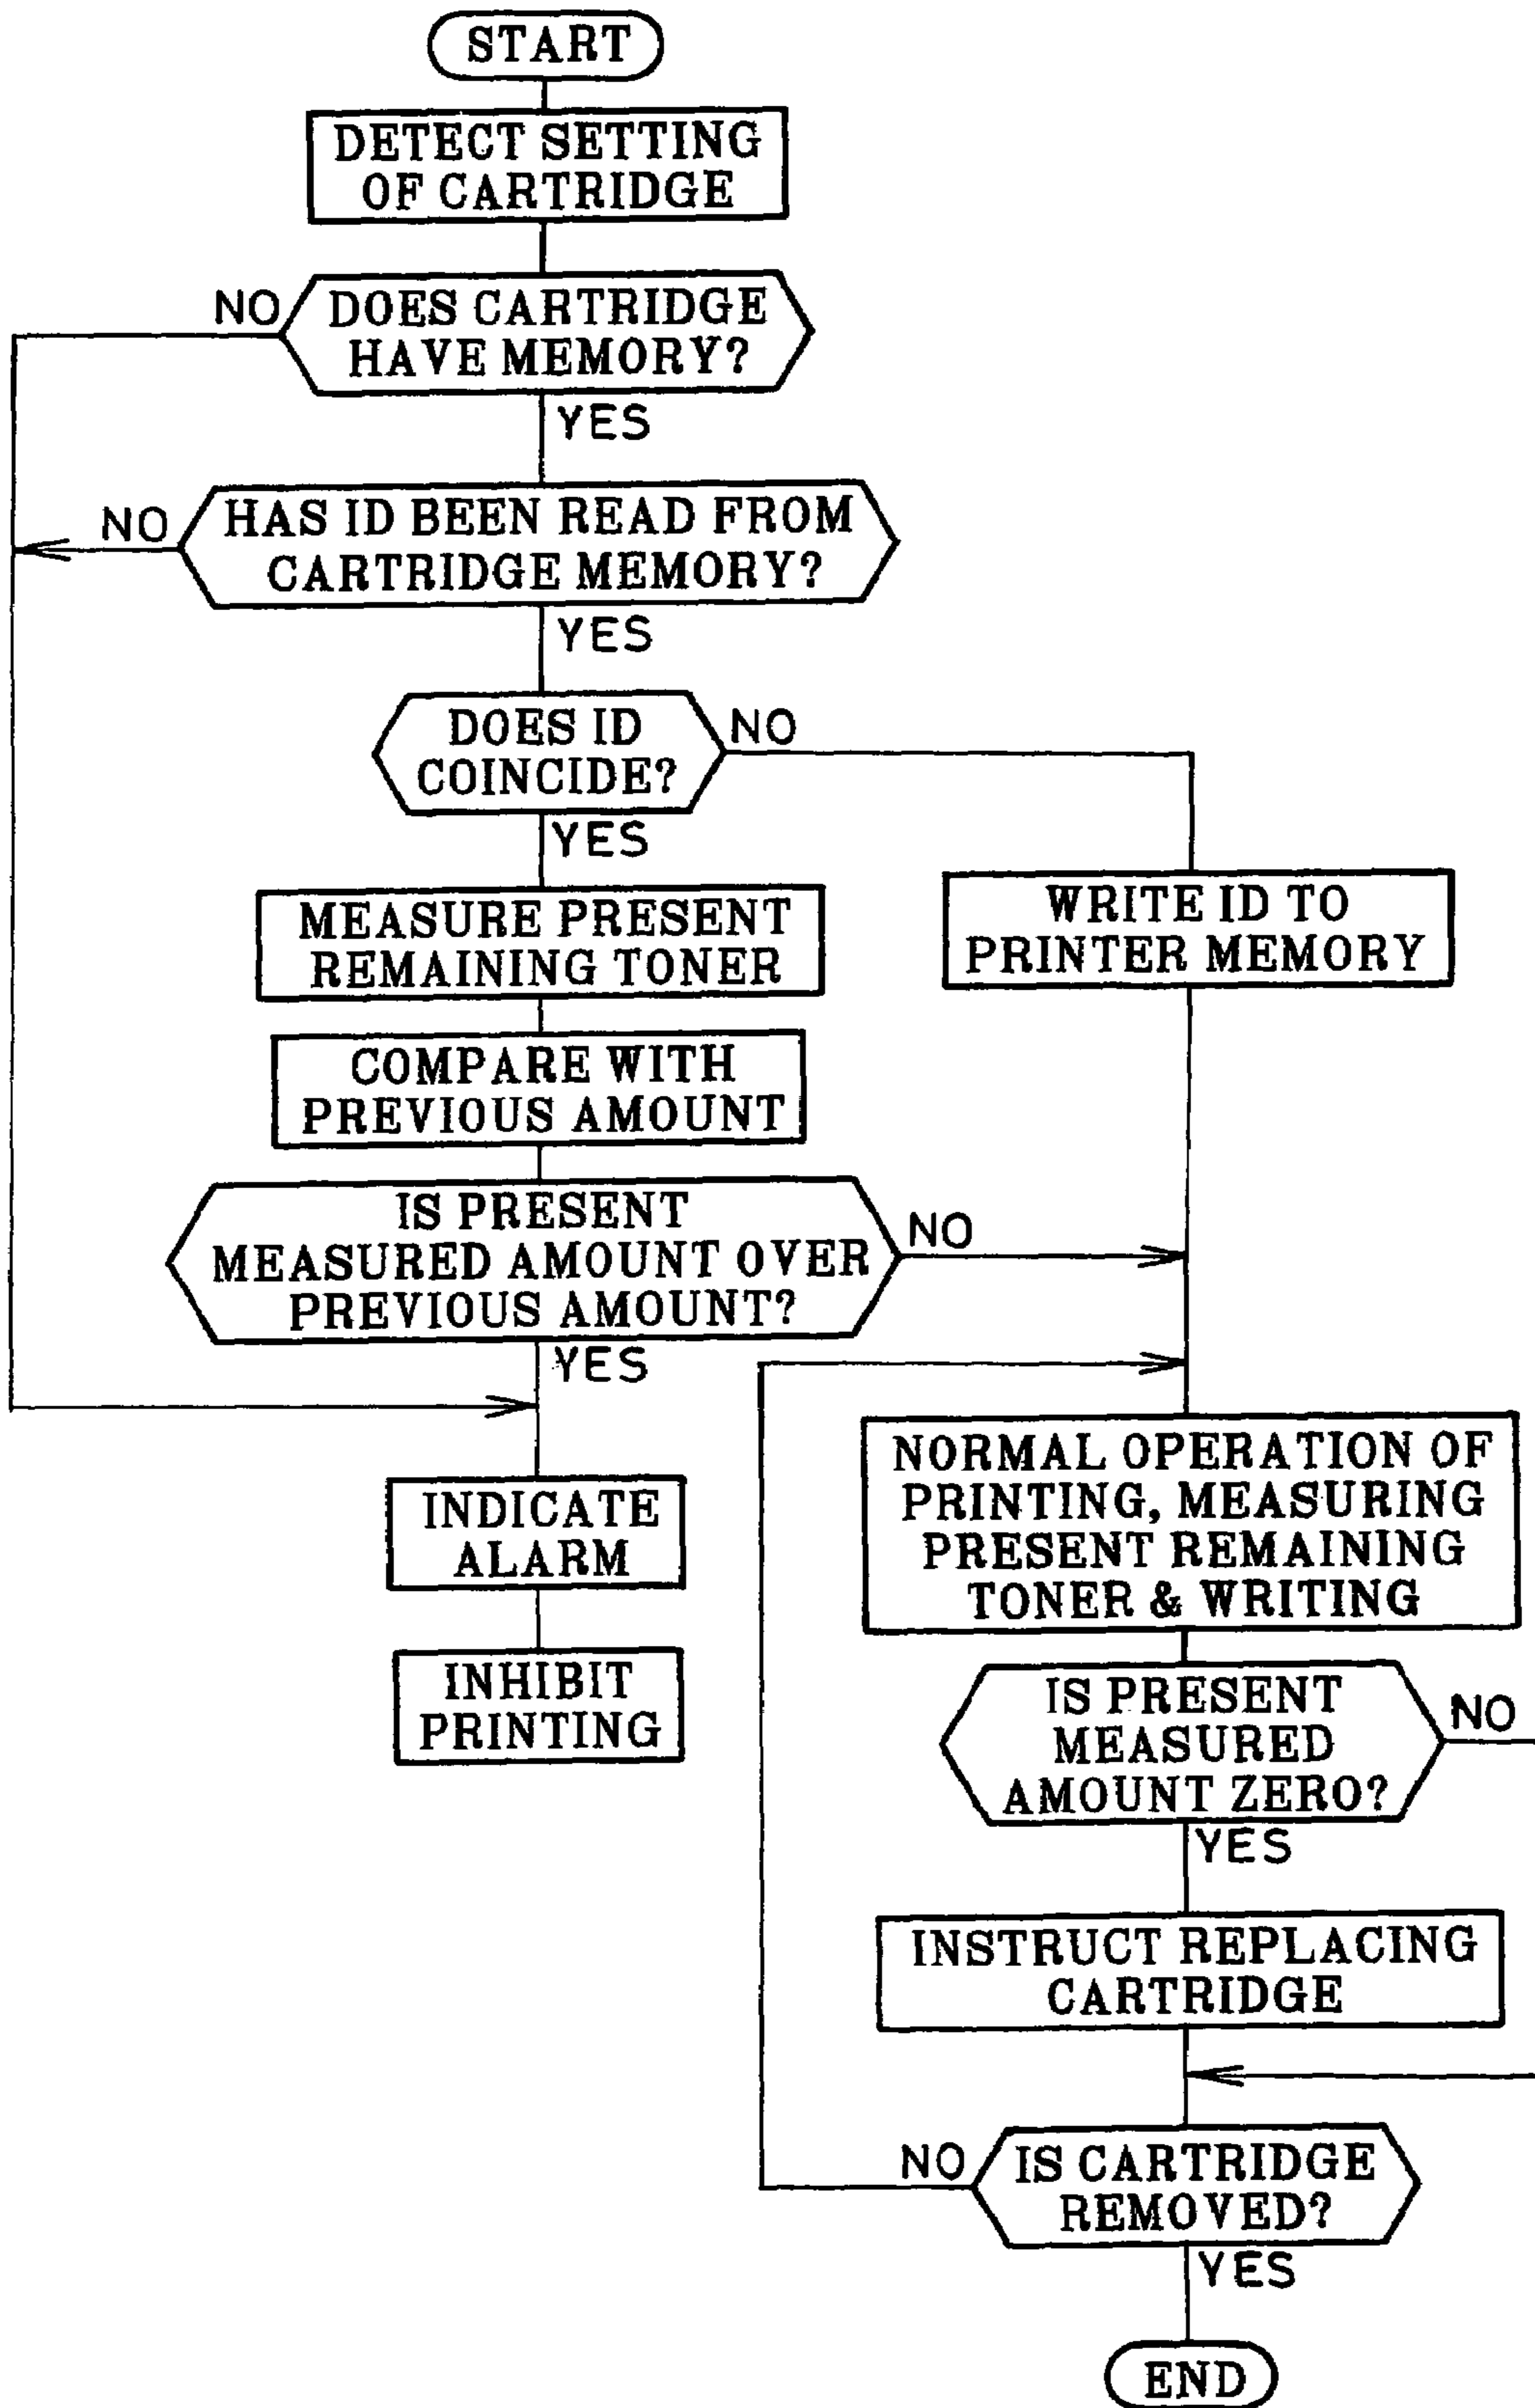 START
DETECT SETTING
OF CARTRIDGE
NO
DOES CARTRIDGE
HAVE MEMORY?
YES
NO
HAS ID BEEN READ FROM
CARTRIDGE MEMORY?
YES
DOES ID
COINCIDE?
NO
YES
MEASURE PRESENT
REMAINING TONER
WRITE ID TO
PRINTER MEMORY
COMPARE WITH
PREVIOUS AMOUNT
IS PRESENT
MEASURED AMOUNT OVER
PREVIOUS AMOUNT?
NO
YES
INDICATE
ALARM
INHIBIT
PRINTING
NORMAL OPERATION OF
PRINTING, MEASURING
PRESENT REMAINING
TONER & WRITING
IS PRESENT
MEASURED
AMOUNT ZERO?
NO
YES
INSTRUCT REPLACING
CARTRIDGE
NO
IS CARTRIDGE
REMOVED?
YES
END